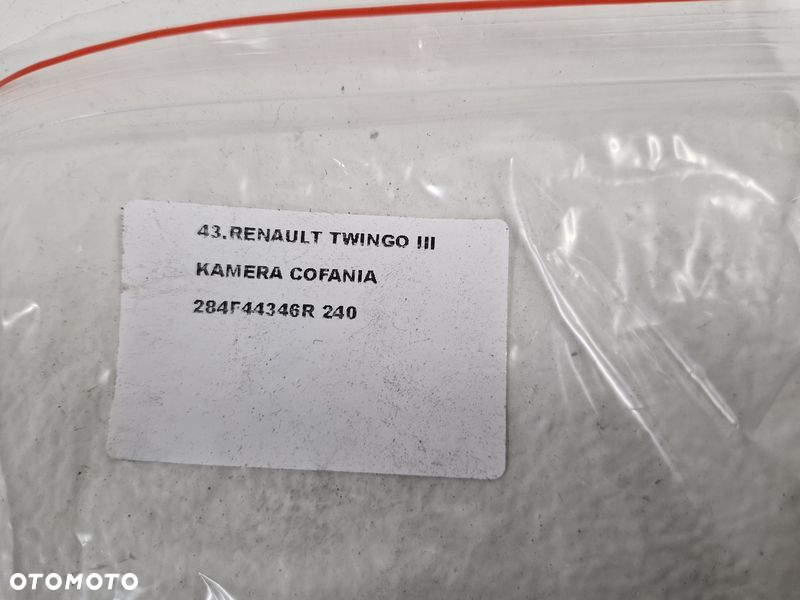 43.RENAULT TWINGO III
KAMERA COFANIA
284F44346R 240
OTOMOTO